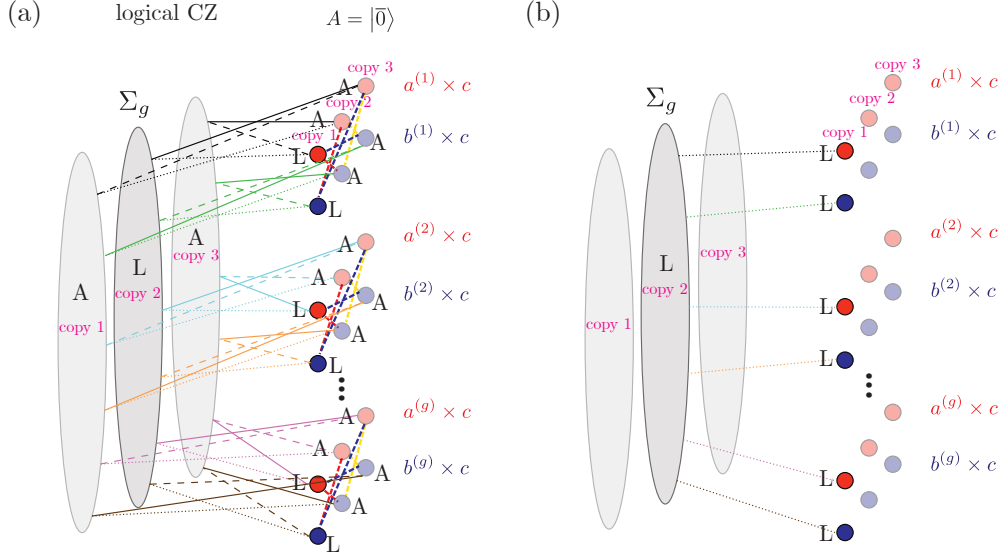 (a)
logical CZ
A = |0̅⟩
Σ_g
copy 3
A
a^(1) × c
copy 2
A
copy 1
b^(1) × c
A
L
A
L
A
copy 3
A
a^(2) × c
L
copy 2
A
A
b^(2) × c
copy 1
A
L
A
L
A
a^(g) × c
A
b^(g) × c
A
L
A
L
(b)
Σ_g
copy 3
a^(1) × c
copy 2
copy 1
b^(1) × c
L
L
a^(2) × c
copy 3
L
copy 2
b^(2) × c
L
copy 1
L
a^(g) × c
b^(g) × c
L
L